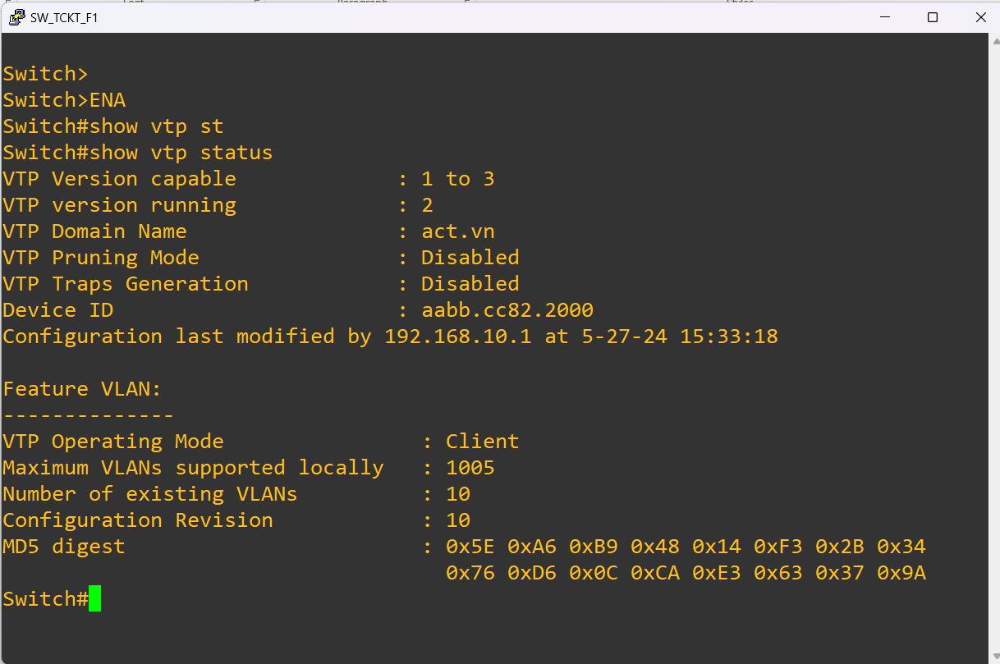 SW_TCKT_F1
Switch>
Switch>ENA
Switch#show vtp st
Switch#show vtp status
VTP Version capable : 1 to 3
VTP version running : 2
VTP Domain Name : act.vn
VTP Pruning Mode : Disabled
VTP Traps Generation : Disabled
Device ID : aabb.cc82.2000
Configuration last modified by 192.168.10.1 at 5-27-24 15:33:18
Feature VLAN:
--------------
VTP Operating Mode : Client
Maximum VLANs supported locally : 1005
Number of existing VLANs : 10
Configuration Revision : 10
MD5 digest : 0x5E 0xA6 0xB9 0x48 0x14 0xF3 0x2B 0x34
0x76 0xD6 0x0C 0xCA 0xE3 0x63 0x37 0x9A
Switch#